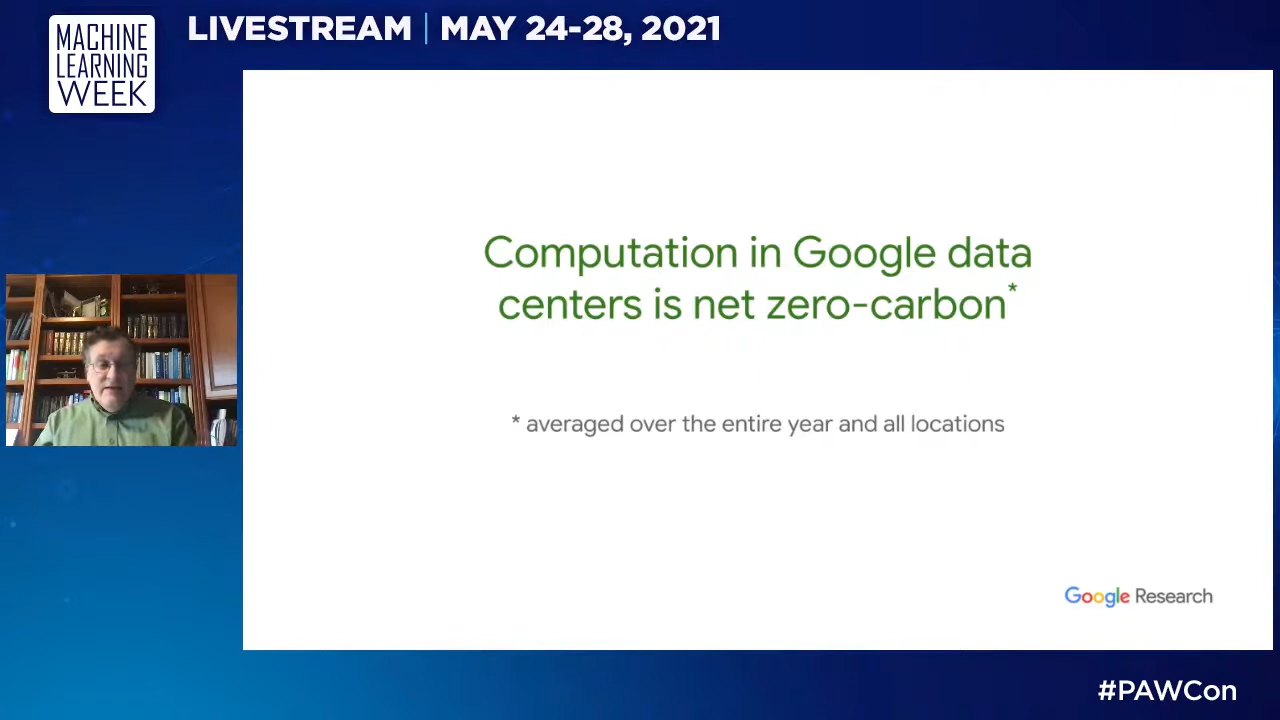 MACHINE
LEARNING
WEEK
LIVESTREAM | MAY 24-28, 2021
Computation in Google data
centers is net zero-carbon*
* averaged over the entire year and all locations
Google Research
#PAWCon